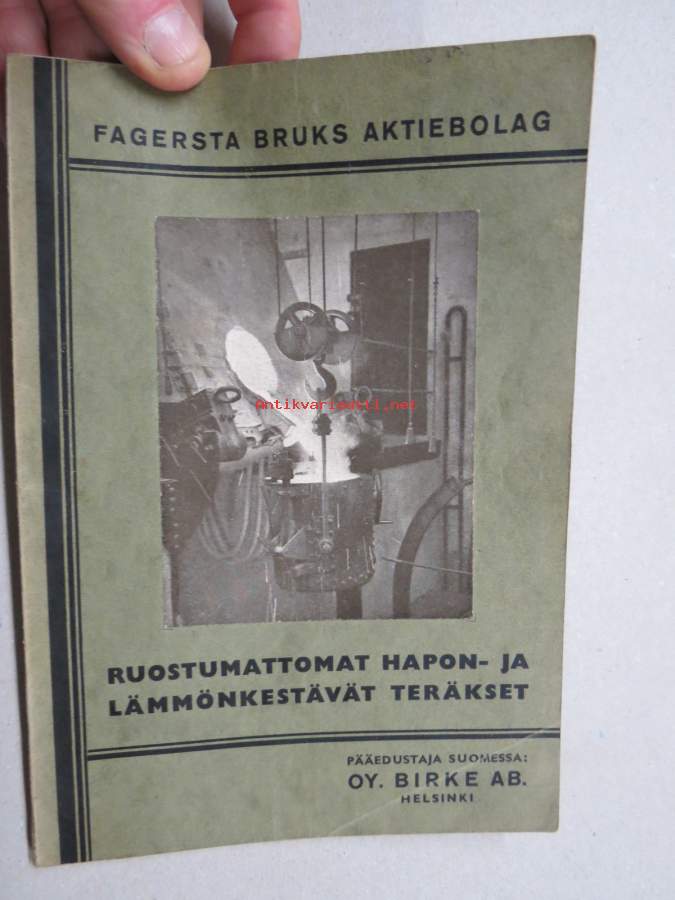 FAGERSTA BRUKS AKTIEBOLAG
Antikvariaatti.net
RUOSTUMATTOMAT HAPON- JA
LÄMMÖNKESTÄVÄT TERÄKSET
PÄÄEDUSTAJA SUOMESSA:
OY. BIRKE AB.
HELSINKI